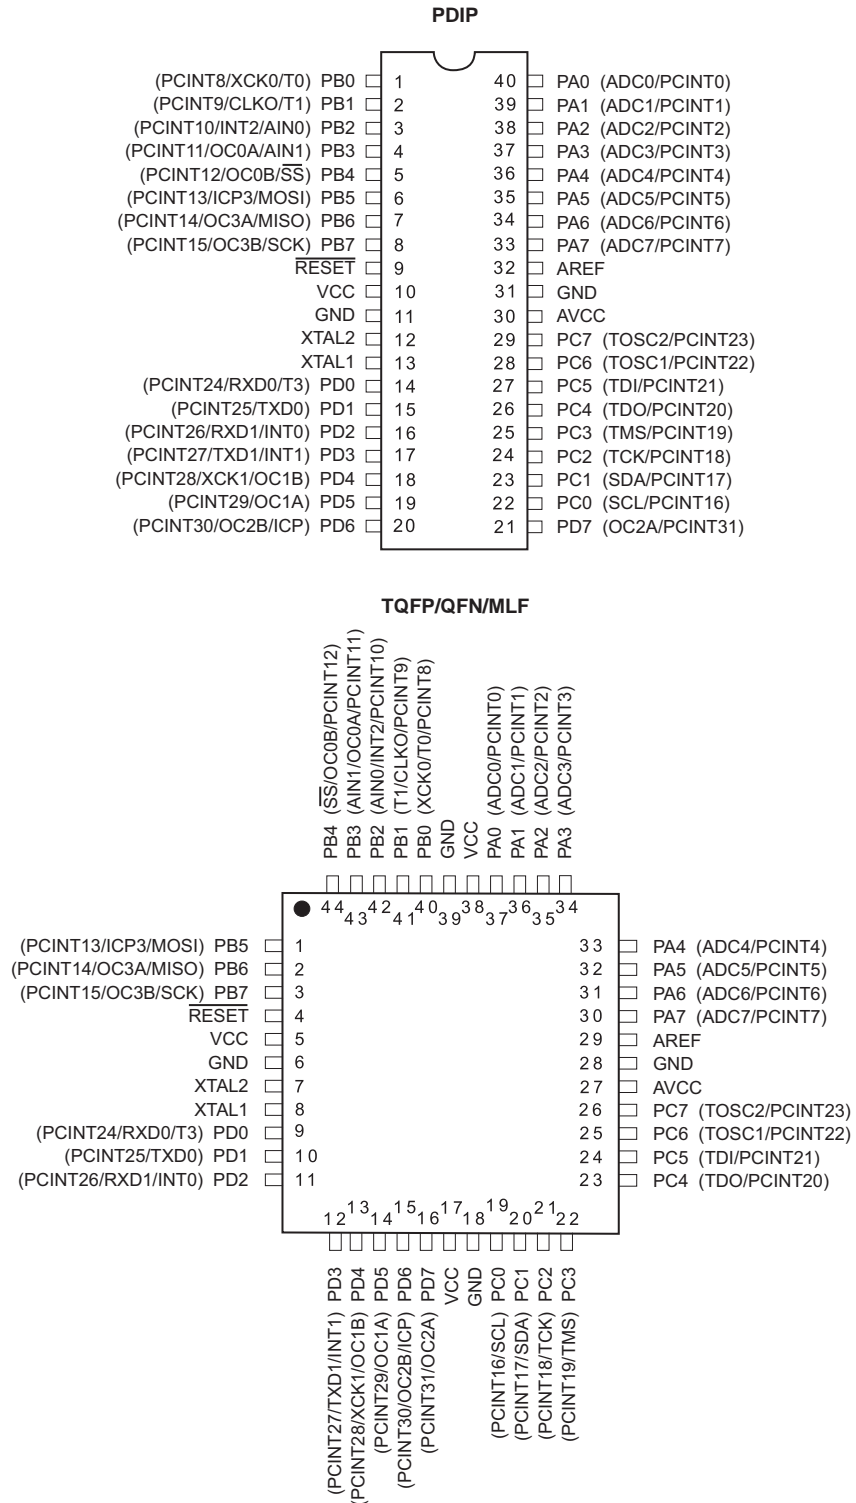 PDIP
(PCINT8/XCK0/T0) PB0 1 40 PA0 (ADC0/PCINT0)
(PCINT9/CLKO/T1) PB1 2 39 PA1 (ADC1/PCINT1)
(PCINT10/INT2/AIN0) PB2 3 38 PA2 (ADC2/PCINT2)
(PCINT11/OC0A/AIN1) PB3 4 37 PA3 (ADC3/PCINT3)
(PCINT12/OC0B/SS) PB4 5 36 PA4 (ADC4/PCINT4)
(PCINT13/ICP3/MOSI) PB5 6 35 PA5 (ADC5/PCINT5)
(PCINT14/OC3A/MISO) PB6 7 34 PA6 (ADC6/PCINT6)
(PCINT15/OC3B/SCK) PB7 8 33 PA7 (ADC7/PCINT7)
RESET 9 32 AREF
VCC 10 31 GND
GND 11 30 AVCC
XTAL2 12 29 PC7 (TOSC2/PCINT23)
XTAL1 13 28 PC6 (TOSC1/PCINT22)
(PCINT24/RXD0/T3) PD0 14 27 PC5 (TDI/PCINT21)
(PCINT25/TXD0) PD1 15 26 PC4 (TDO/PCINT20)
(PCINT26/RXD1/INT0) PD2 16 25 PC3 (TMS/PCINT19)
(PCINT27/TXD1/INT1) PD3 17 24 PC2 (TCK/PCINT18)
(PCINT28/XCK1/OC1B) PD4 18 23 PC1 (SDA/PCINT17)
(PCINT29/OC1A) PD5 19 22 PC0 (SCL/PCINT16)
(PCINT30/OC2B/ICP) PD6 20 21 PD7 (OC2A/PCINT31)
TQFP/QFN/MLF
PB4 (SS/OC0B/PCINT12)
PB3 (AIN1/OC0A/PCINT11)
PB2 (AIN0/INT2/PCINT10)
PB1 (T1/CLKO/PCINT9)
PB0 (XCK0/T0/PCINT8)
GND
VCC
PA0 (ADC0/PCINT0)
PA1 (ADC1/PCINT1)
PA2 (ADC2/PCINT2)
PA3 (ADC3/PCINT3)
44 43 42 41 40 39 38 37 36 35 34
(PCINT13/ICP3/MOSI) PB5 1 33 PA4 (ADC4/PCINT4)
(PCINT14/OC3A/MISO) PB6 2 32 PA5 (ADC5/PCINT5)
(PCINT15/OC3B/SCK) PB7 3 31 PA6 (ADC6/PCINT6)
RESET 4 30 PA7 (ADC7/PCINT7)
VCC 5 29 AREF
GND 6 28 GND
XTAL2 7 27 AVCC
XTAL1 8 26 PC7 (TOSC2/PCINT23)
(PCINT24/RXD0/T3) PD0 9 25 PC6 (TOSC1/PCINT22)
(PCINT25/TXD0) PD1 10 24 PC5 (TDI/PCINT21)
(PCINT26/RXD1/INT0) PD2 11 23 PC4 (TDO/PCINT20)
12 13 14 15 16 17 18 19 20 21 22
(PCINT27/TXD1/INT1) PD3
(PCINT28/XCK1/OC1B) PD4
(PCINT29/OC1A) PD5
(PCINT30/OC2B/ICP) PD6
(PCINT31/OC2A) PD7
VCC
GND
(PCINT16/SCL) PC0
(PCINT17/SDA) PC1
(PCINT18/TCK) PC2
(PCINT19/TMS) PC3